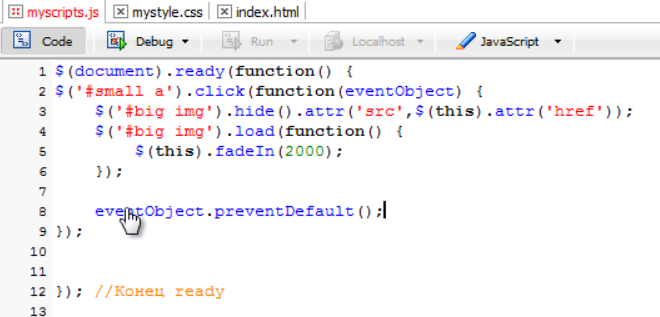 myscripts.js mystyle.css index.html
Code Debug Run Localhost JavaScript
1 $(document).ready(function() {
2 $('#small a').click(function(eventObject) {
3 $('#big img').hide().attr('src',$(this).attr('href'));
4 $('#big img').load(function() {
5 $(this).fadeIn(2000);
6 });
7
8 eventObject.preventDefault();
9 });
10
11
12 }); //Конец ready
13